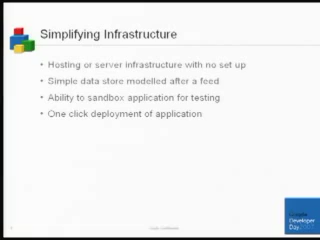 Simplifying Infrastructure
• Hosting or server infrastructure with no set up
• Simple data store modelled after a feed
• Ability to sandbox application for testing
• One click deployment of application
Developer
Day